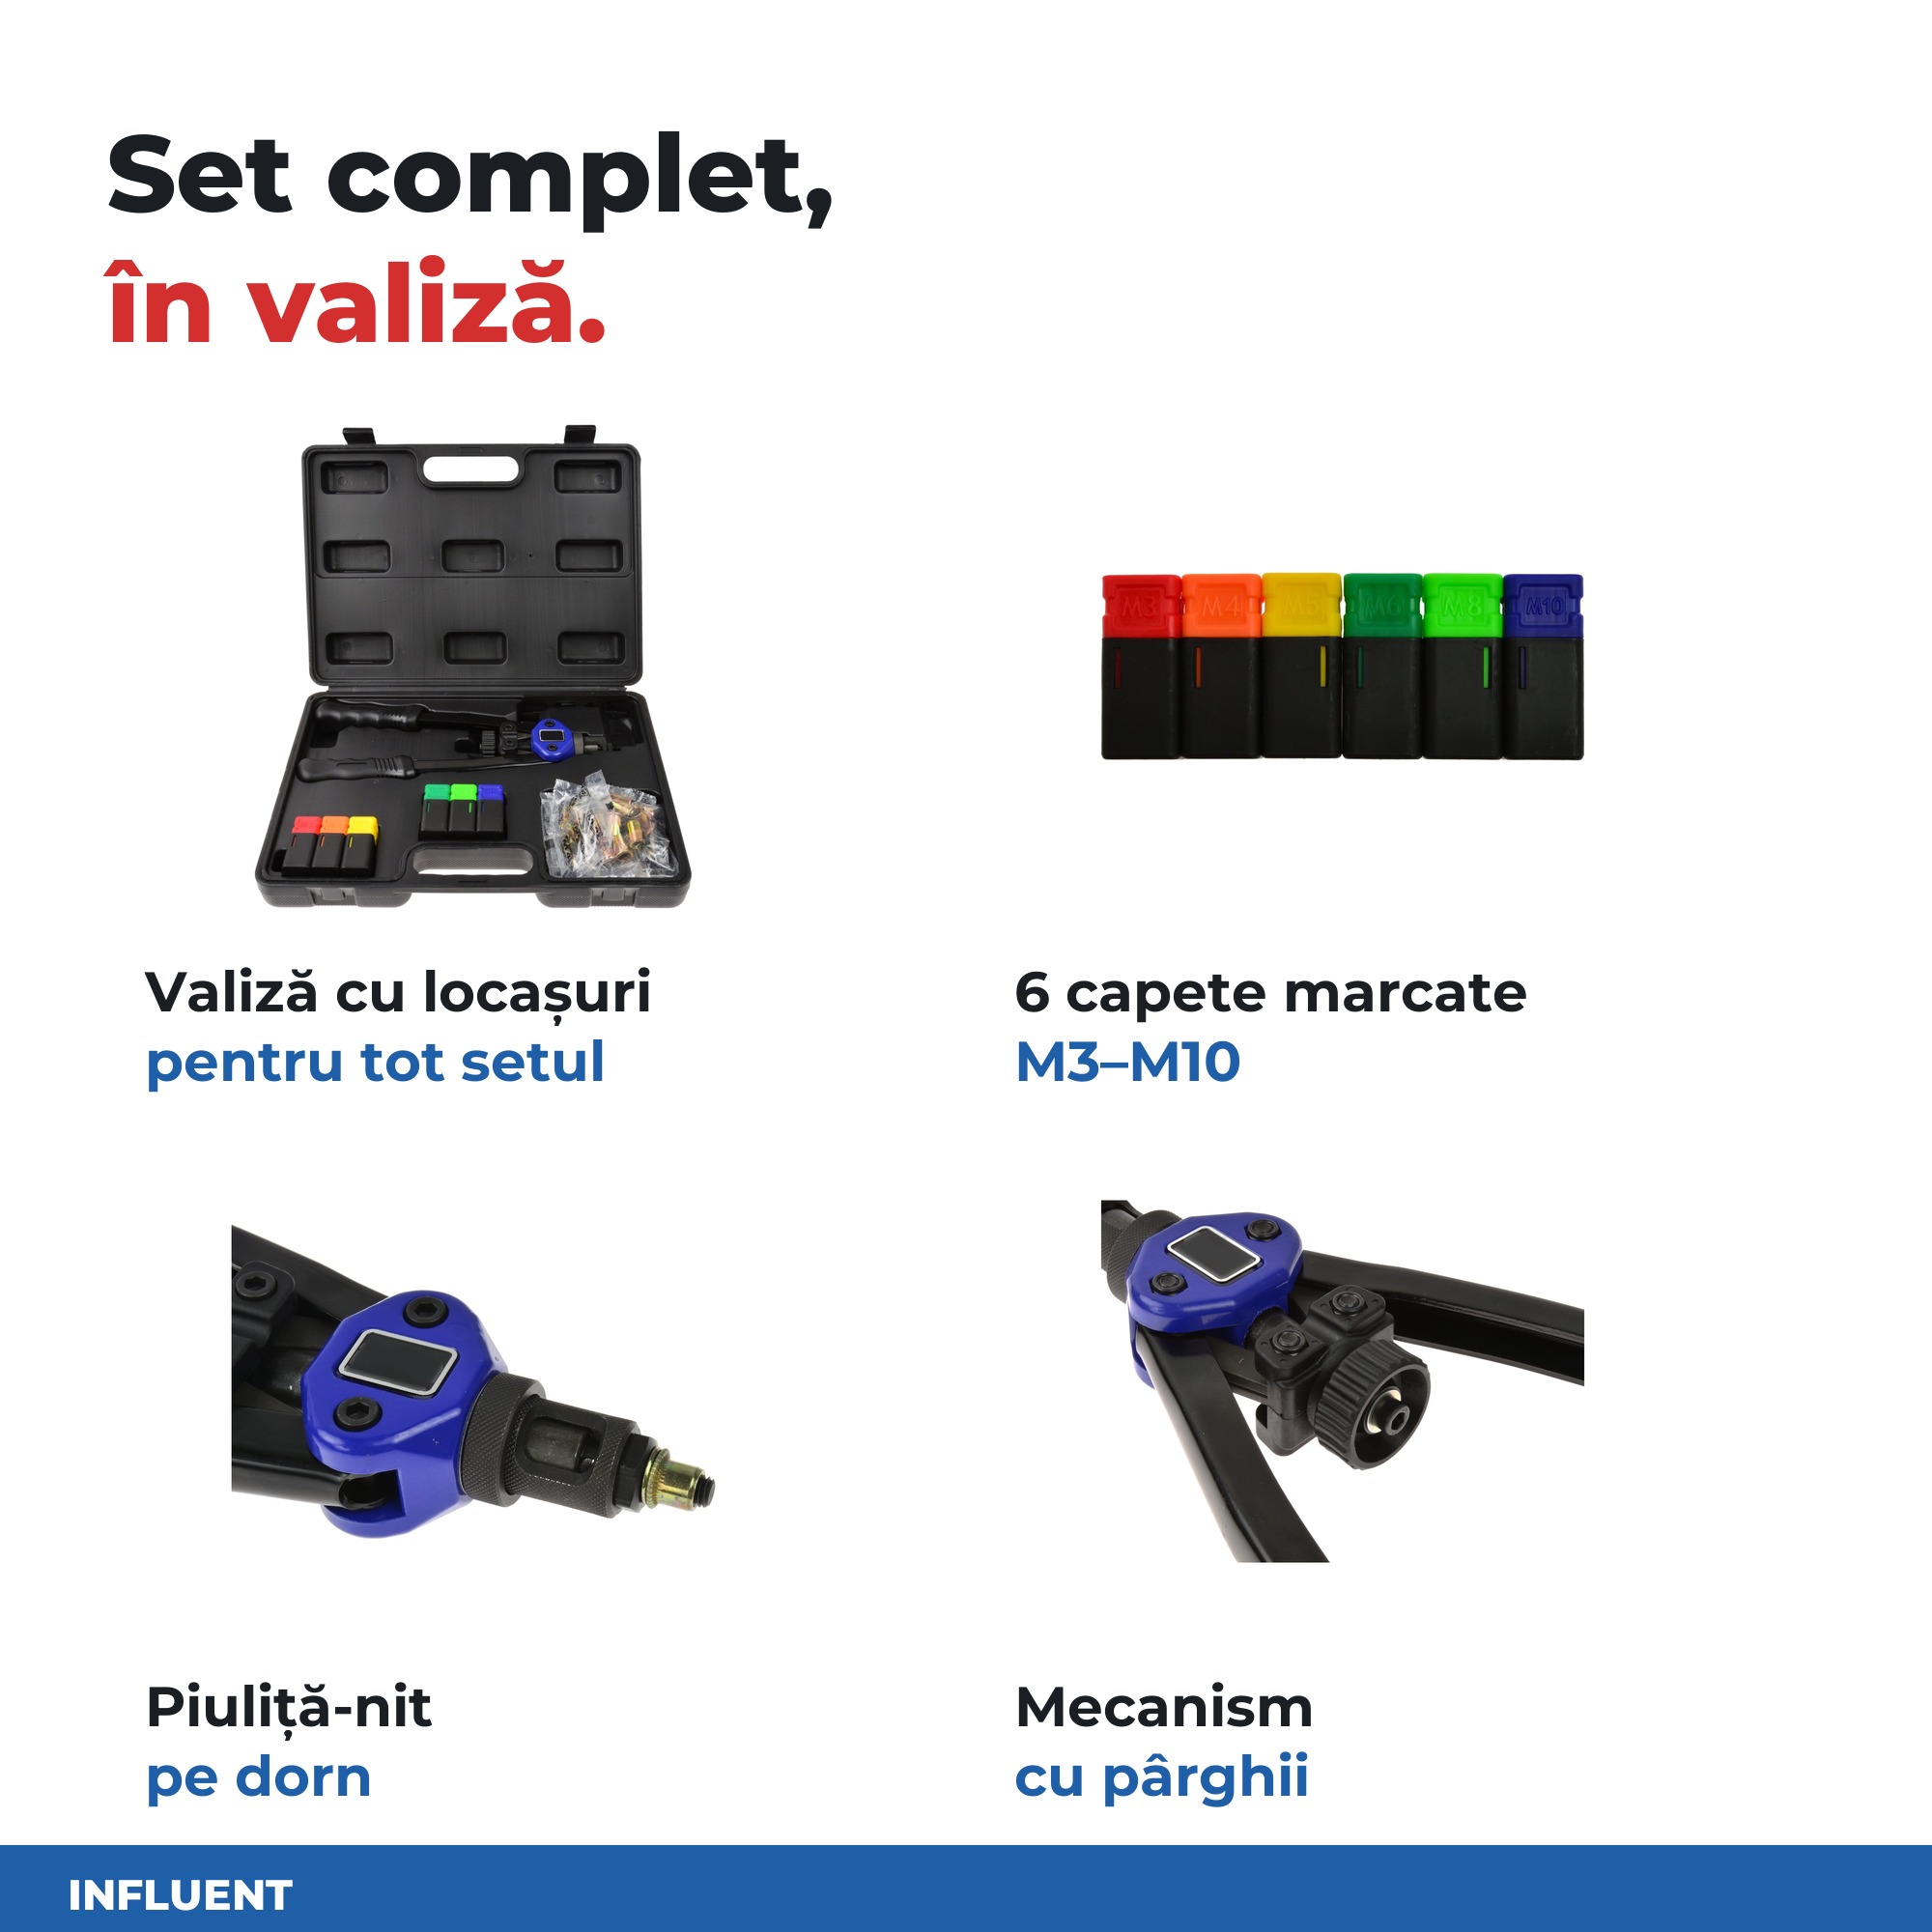 Set complet,
în valiză.
M3 M4 M5 M6 M8 M10
Valiză cu locașuri
pentru tot setul
6 capete marcate
M3–M10
Piuliță-nit
pe dorn
Mecanism
cu pârghii
INFLUENT